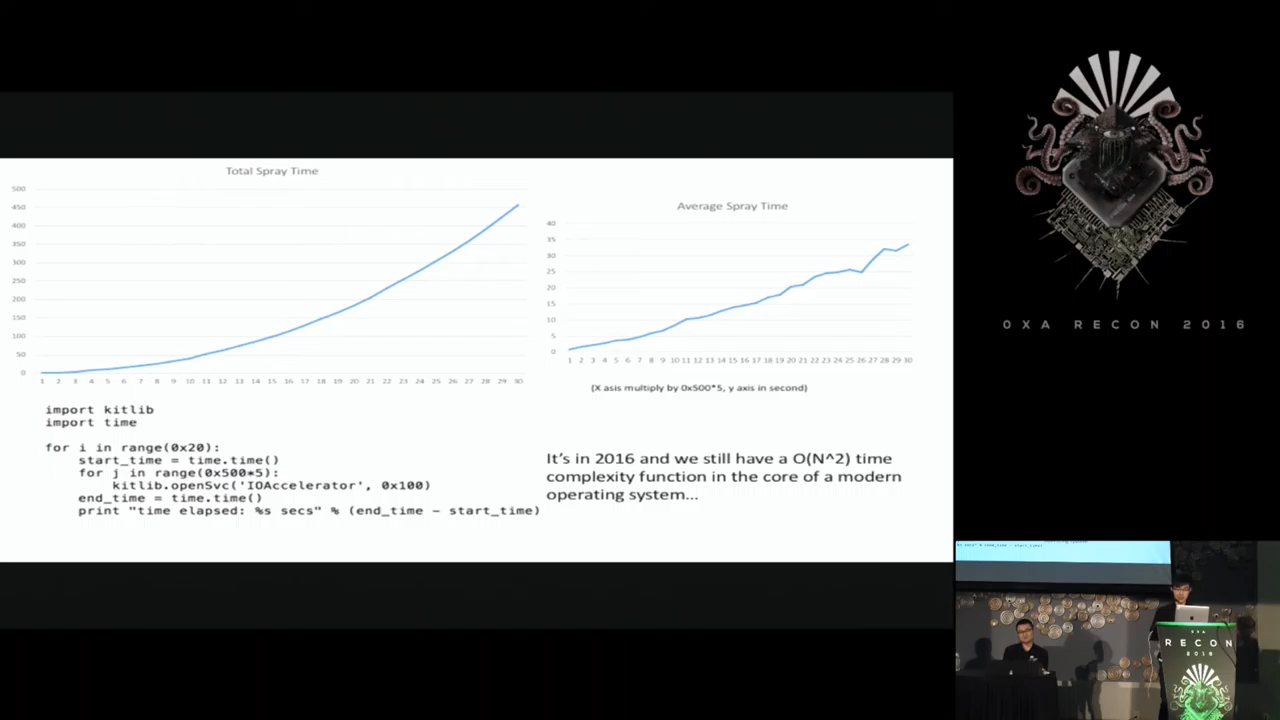 Total Spray Time
500
450
400
350
300
250
200
150
100
50
0
1 2 3 4 5 6 7 8 9 10 11 12 13 14 15 16 17 18 19 20 21 22 23 24 25 26 27 28 29 30
Average Spray Time
40
35
30
25
20
15
10
5
0
1 2 3 4 5 6 7 8 9 10 11 12 13 14 15 16 17 18 19 20 21 22 23 24 25 26 27 28 29 30
(X asis multiply by 0x500*5, y axis in second)
import kitlib
import time
for i in range(0x20):
start_time = time.time()
for j in range(0x500*5):
kitlib.openSvc('IOAccelerator', 0x100)
end_time = time.time()
print "time elapsed: %s secs" % (end_time - start_time)
It's in 2016 and we still have a O(N^2) time
complexity function in the core of a modern
operating system...
0XA RECON 2016
0XA
RECON
2016